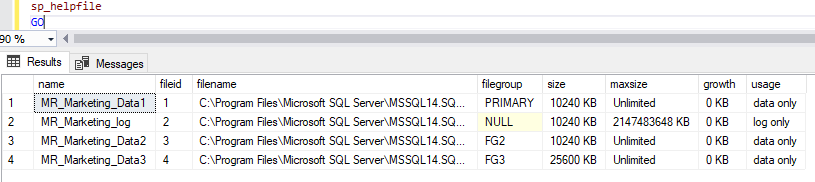 sp_helpfile
GO
90 %
Results Messages
name fileid filename filegroup size maxsize growth usage
1 MR_Marketing_Data1 1 C:\Program Files\Microsoft SQL Server\MSSQL14.SQ... PRIMARY 10240 KB Unlimited 0 KB data only
2 MR_Marketing_log 2 C:\Program Files\Microsoft SQL Server\MSSQL14.SQ... NULL 10240 KB 2147483648 KB 0 KB log only
3 MR_Marketing_Data2 3 C:\Program Files\Microsoft SQL Server\MSSQL14.SQ... FG2 10240 KB Unlimited 0 KB data only
4 MR_Marketing_Data3 4 C:\Program Files\Microsoft SQL Server\MSSQL14.SQ... FG3 25600 KB Unlimited 0 KB data only